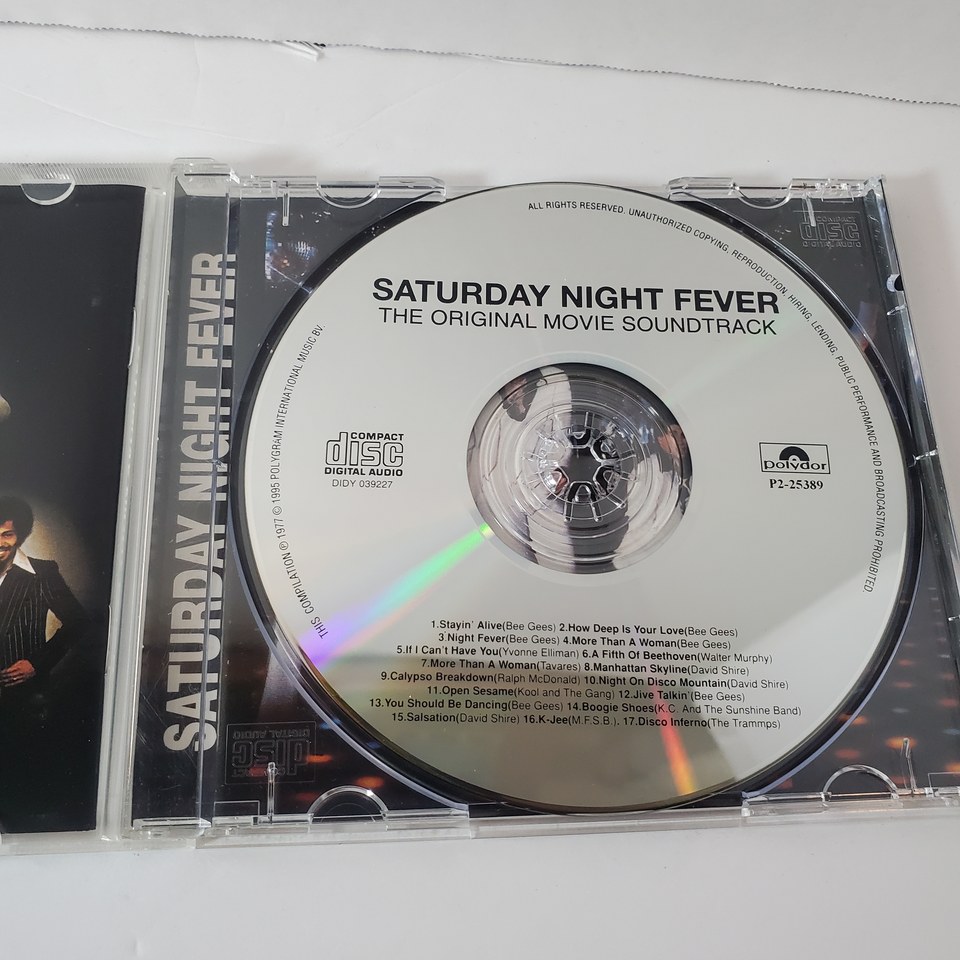 SATURDAY NIGHT FEVER
ALL RIGHTS RESERVED. UNAUTHORIZED COPYING, REPRODUCTION, HIRING, LENDING, PUBLIC PERFORMANCE AND BROADCASTING PROHIBITED.
SATURDAY NIGHT FEVER
THE ORIGINAL MOVIE SOUNDTRACK
THIS COMPILATION ℗ 1977 © 1995 POLYGRAM INTERNATIONAL MUSIC BV.
COMPACT
disc
DIGITAL AUDIO
DIDY 039227
polydor
P2-25389
1.Stayin' Alive(Bee Gees) 2.How Deep Is Your Love(Bee Gees)
3.Night Fever(Bee Gees) 4.More Than A Woman(Bee Gees)
5.If I Can't Have You(Yvonne Elliman) 6.A Fifth Of Beethoven(Walter Murphy)
7.More Than A Woman(Tavares) 8.Manhattan Skyline(David Shire)
9.Calypso Breakdown(Ralph McDonald) 10.Night On Disco Mountain(David Shire)
11.Open Sesame(Kool and The Gang) 12.Jive Talkin'(Bee Gees)
13.You Should Be Dancing(Bee Gees) 14.Boogie Shoes(K.C. And The Sunshine Band)
15.Salsation(David Shire) 16.K-Jee(M.F.S.B.). 17.Disco Inferno(The Trammps)
COMPACT
disc
DIGITAL AUDIO
COMPACT
disc
DIGITAL AUDIO